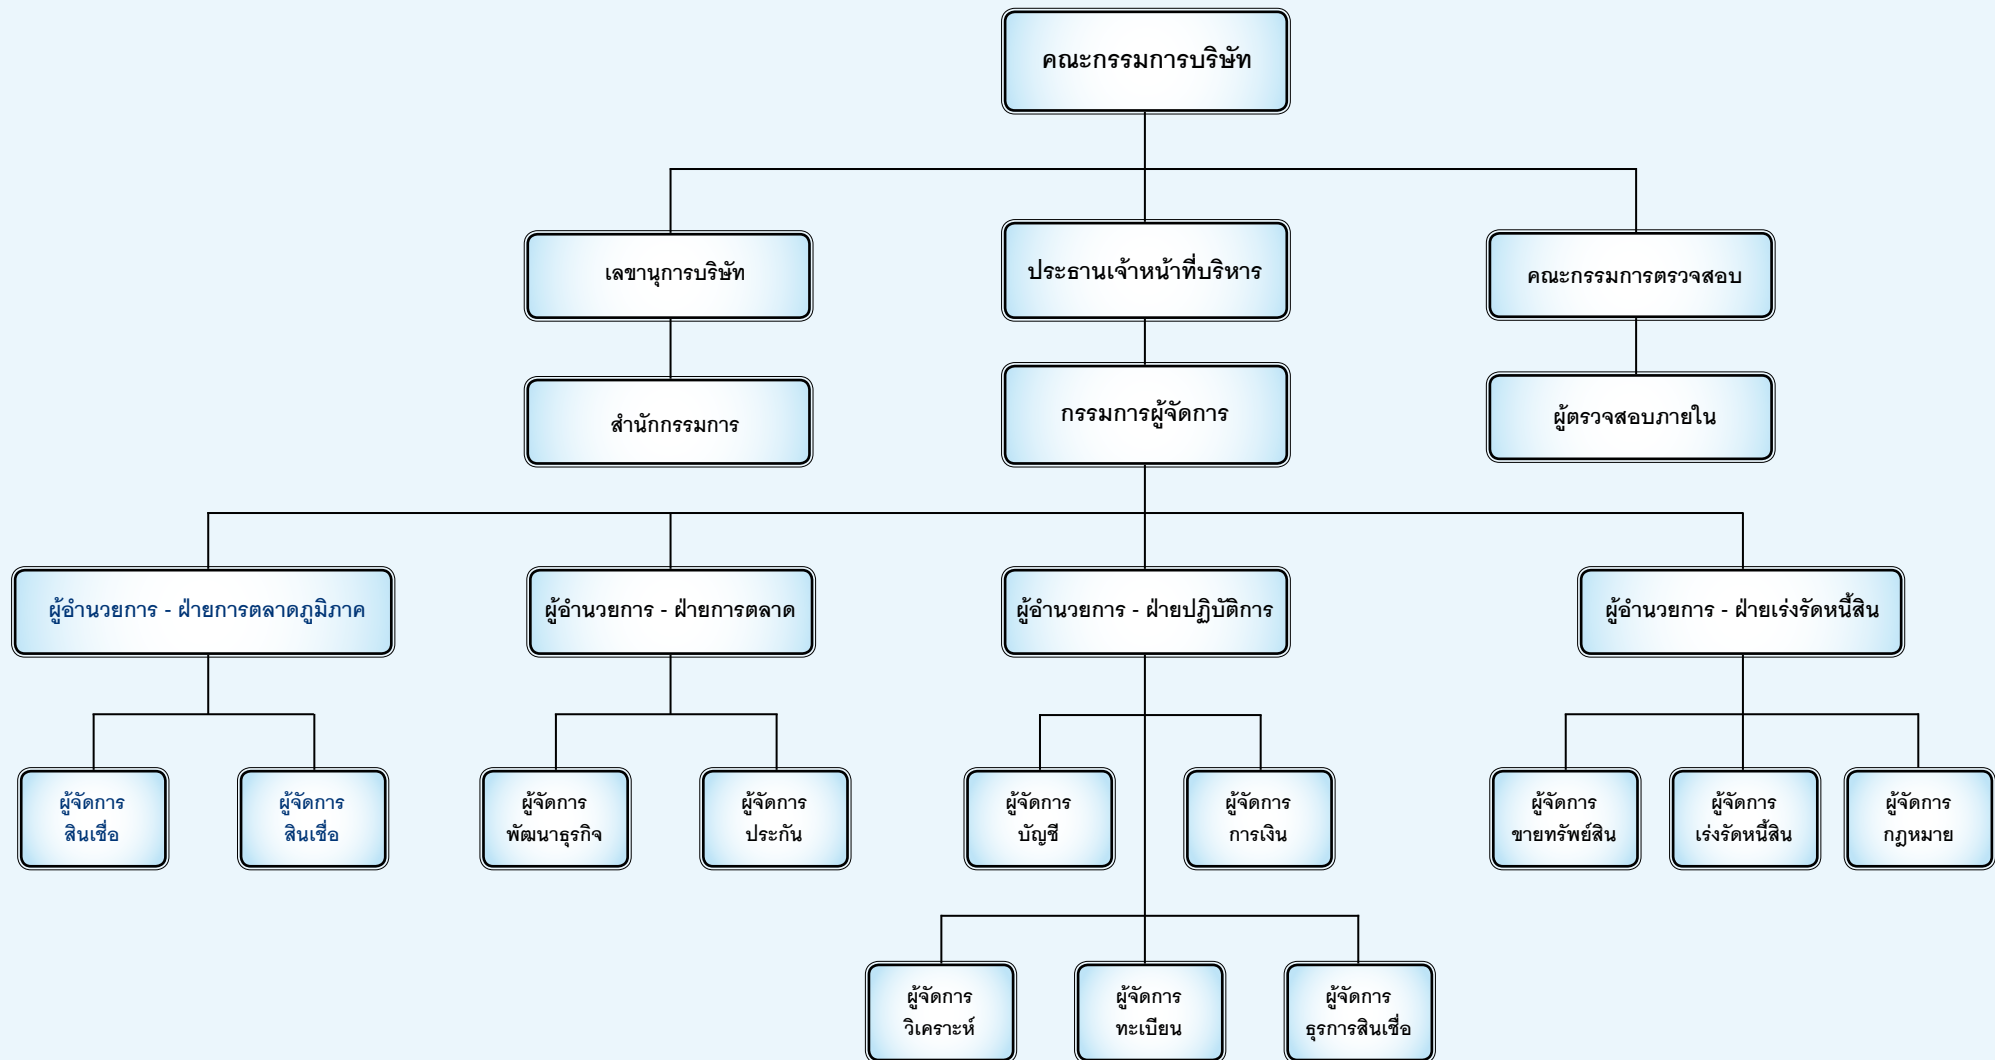 คณะกรรมการบริษัท
เลขานุการบริษัท
ประธานเจ้าหน้าที่บริหาร
คณะกรรมการตรวจสอบ
สำนักกรรมการ
กรรมการผู้จัดการ
ผู้ตรวจสอบภายใน
ผู้อำนวยการ - ฝ่ายการตลาดภูมิภาค
ผู้อำนวยการ - ฝ่ายการตลาด
ผู้อำนวยการ - ฝ่ายปฏิบัติการ
ผู้อำนวยการ - ฝ่ายเร่งรัดหนี้สิน
ผู้จัดการ
สินเชื่อ
ผู้จัดการ
สินเชื่อ
ผู้จัดการ
พัฒนาธุรกิจ
ผู้จัดการ
ประกัน
ผู้จัดการ
บัญชี
ผู้จัดการ
การเงิน
ผู้จัดการ
ขายทรัพย์สิน
ผู้จัดการ
เร่งรัดหนี้สิน
ผู้จัดการ
กฎหมาย
ผู้จัดการ
วิเคราะห์
ผู้จัดการ
ทะเบียน
ผู้จัดการ
ธุรการสินเชื่อ